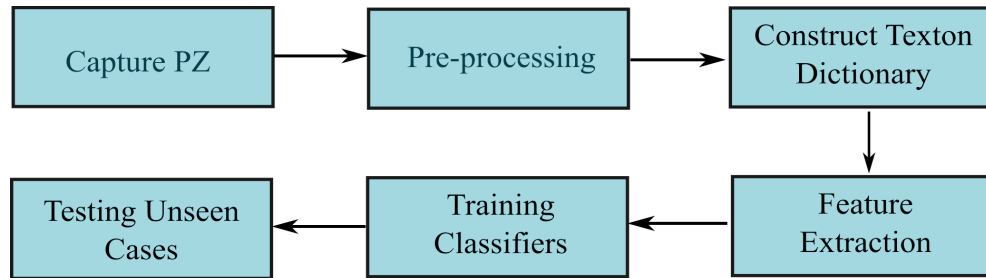 Capture PZ
Pre-processing
Construct Texton
Dictionary
Feature
Extraction
Training
Classifiers
Testing Unseen
Cases